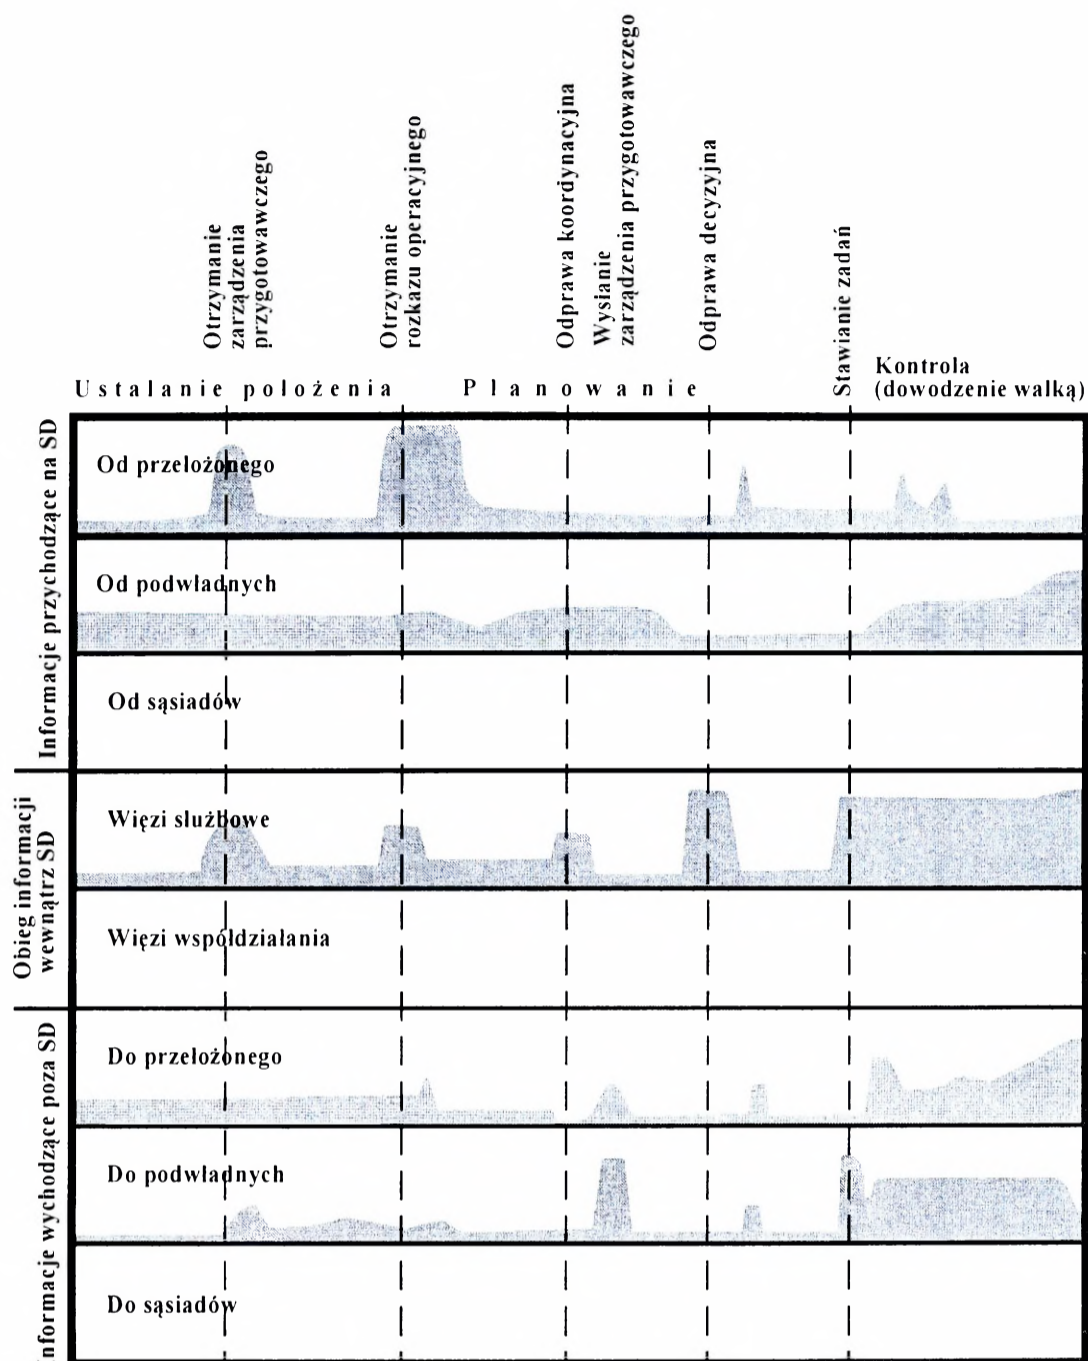 Otrzymanie
zarządzenia
przygotowawczego
Otrzymanie
rozkazu operacyjnego
Odprawa koordynacyjna
Wysłanie
zarządzenia przygotowawczego
Odprawa decyzyjna
Stawianie zadań
Kontrola
(dowodzenie walką)
Ustalanie położenia
Planowanie
Informacje przychodzące na SD
Od przełożonego
Od podwładnych
Od sąsiadów
Obieg informacji
wewnątrz SD
Więzi służbowe
Więzi współdziałania
Informacje wychodzące poza SD
Do przełożonego
Do podwładnych
Do sąsiadów